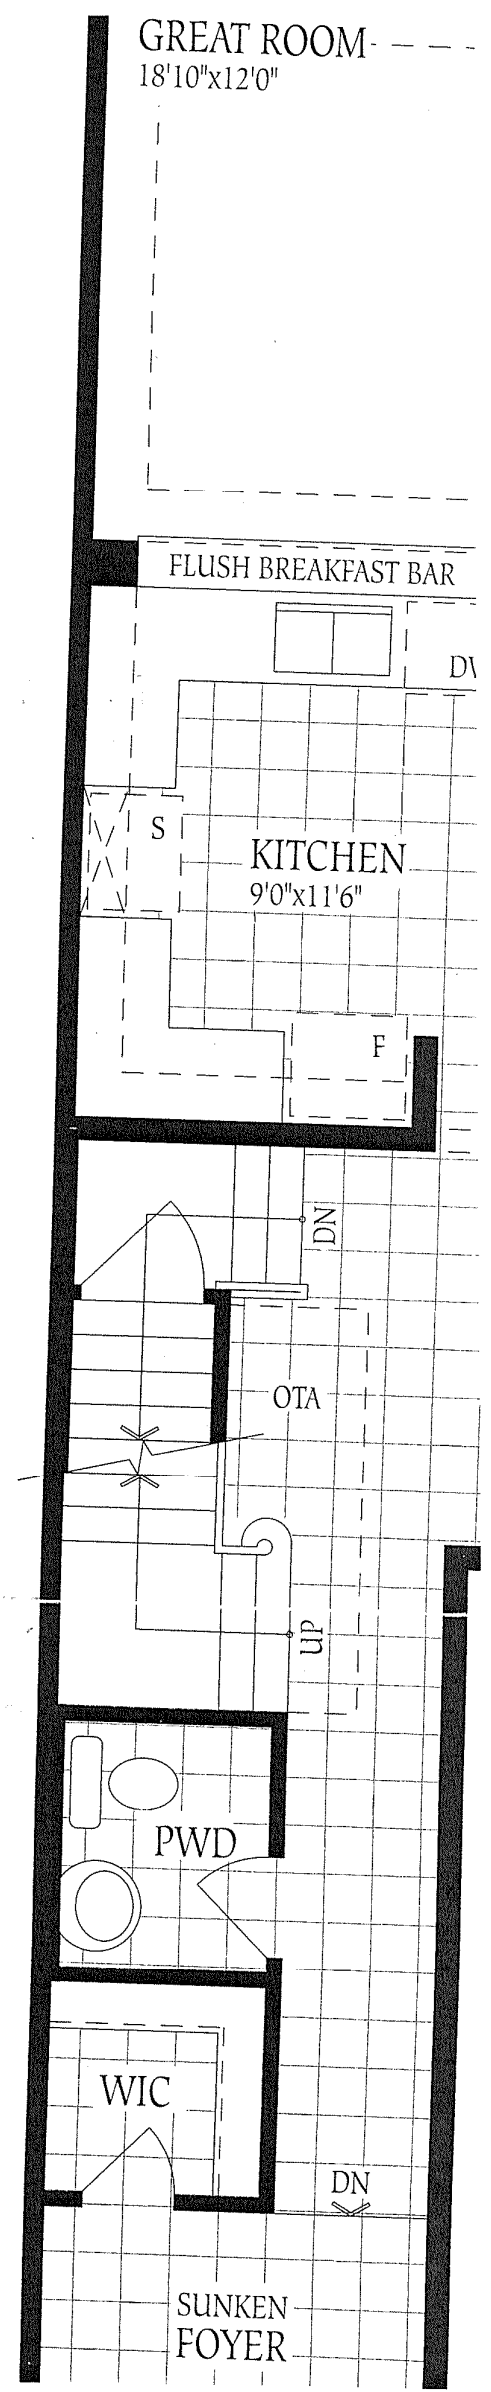 GREAT ROOM
18'10"x12'0"
FLUSH BREAKFAST BAR
S
KITCHEN
9'0"x11'6"
F
DN
OTA
UP
PWD
WIC
DN
SUNKEN
FOYER